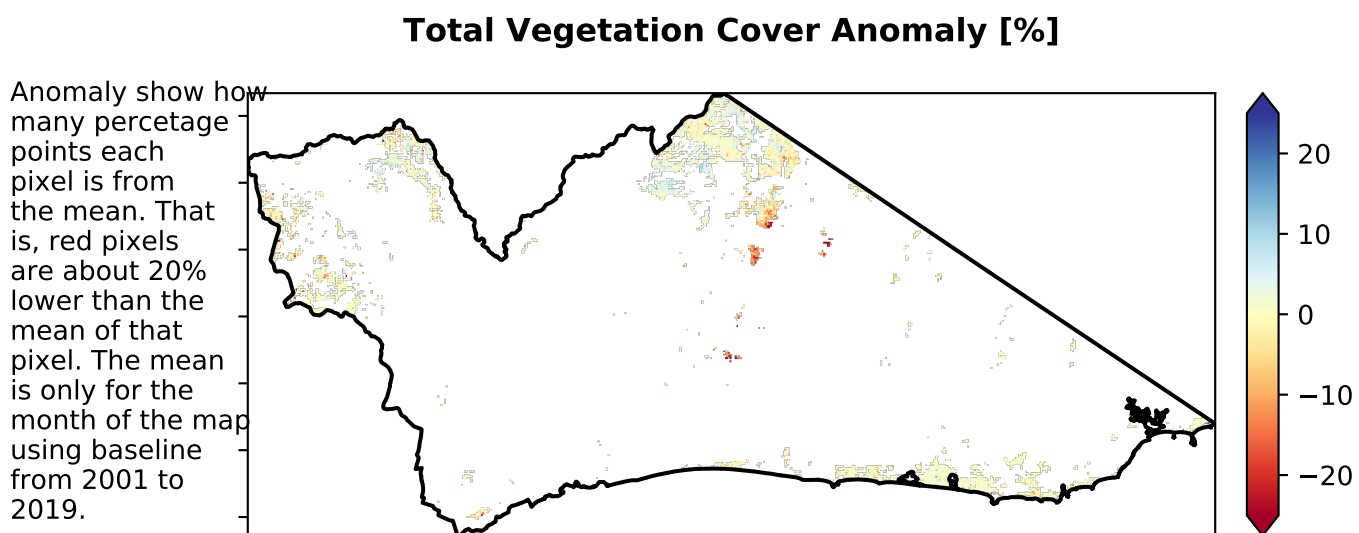 Total Vegetation Cover Anomaly [%]
Anomaly show how
many percetage
points each
pixel is from
the mean. That
is, red pixels
are about 20%
lower than the
mean of that
pixel. The mean
is only for the
month of the map
using baseline
from 2001 to
2019.
20
10
0
−10
−20